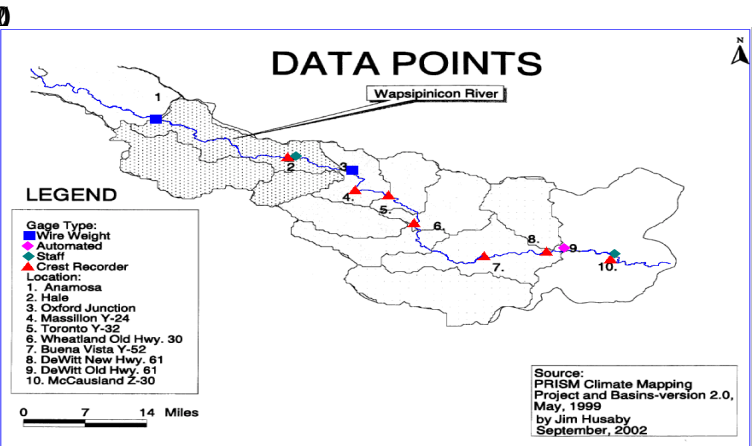 DATA POINTS
N
Wapsipinicon River
1
2
3
4.
5.
6.
7.
8.
9.
10.
LEGEND
Gage Type:
Wire Weight
Automated
Staff
Crest Recorder
Location:
1. Anamosa
2. Hale
3. Oxford Junction
4. Massillon Y-24
5. Toronto Y-32
6. Wheatland Old Hwy. 30
7. Buena Vista Y-52
8. DeWitt New Hwy. 61
9. DeWitt Old Hwy. 61
10. McCausland Z-30
0 7 14 Miles
Source:
PRISM Climate Mapping
Project and Basins-version 2.0,
May, 1999
by Jim Husaby
September, 2002